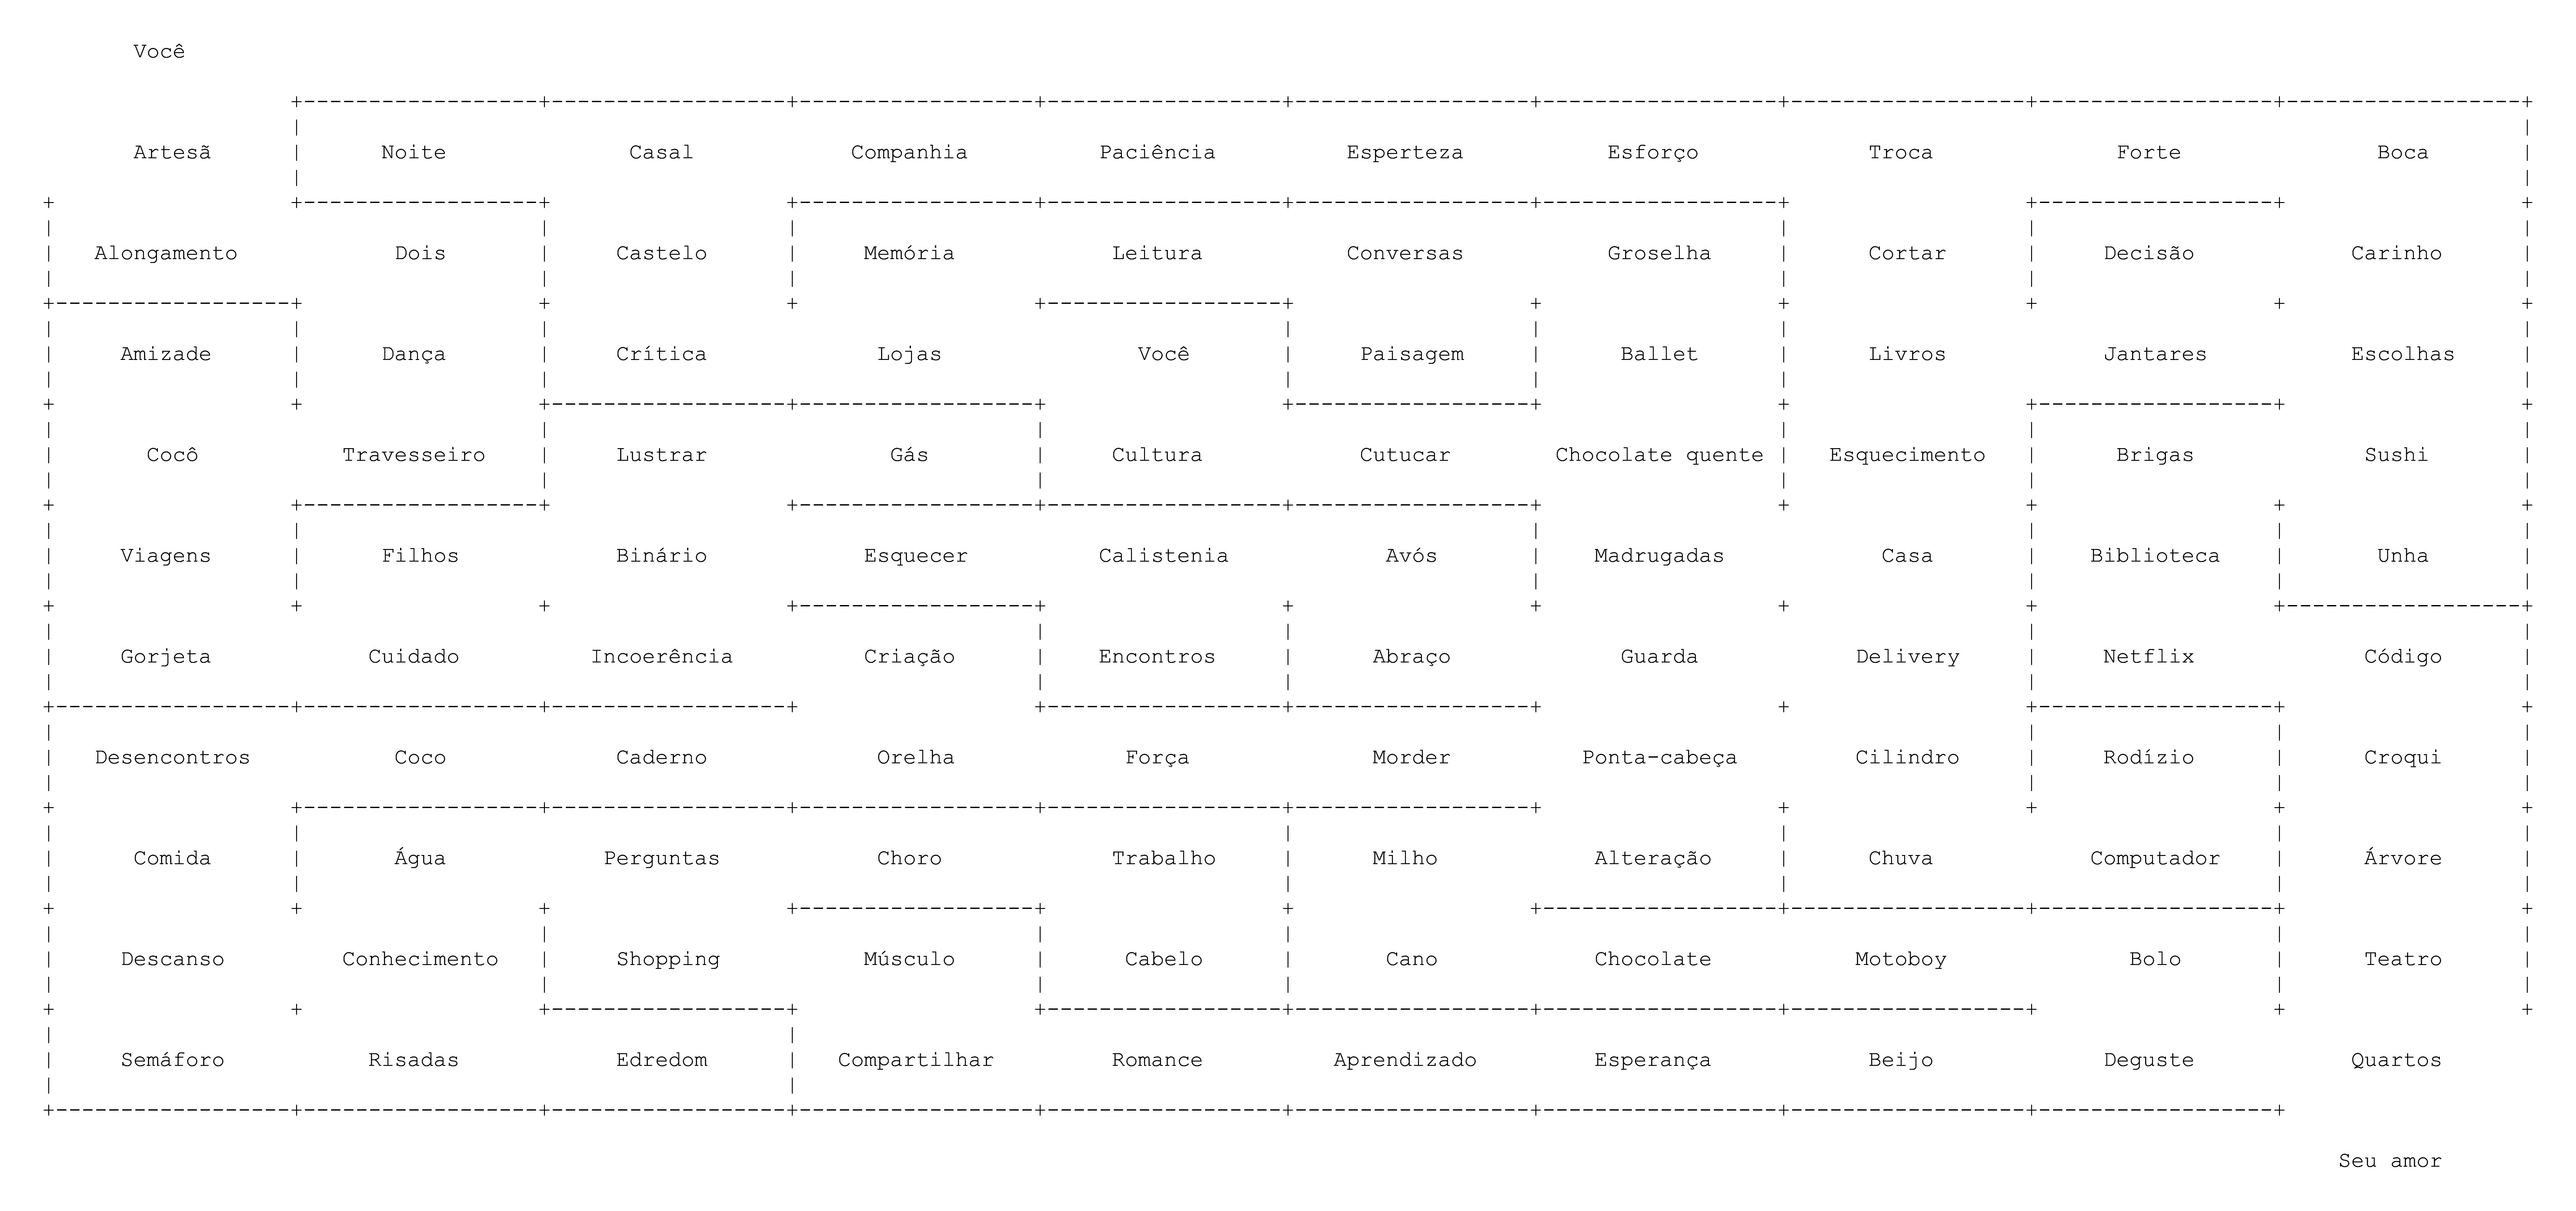 Você
Artesã Noite Casal Companhia Paciência Esperteza Esforço Troca Forte Boca
Alongamento Dois Castelo Memória Leitura Conversas Groselha Cortar Decisão Carinho
Amizade Dança Crítica Lojas Você Paisagem Ballet Livros Jantares Escolhas
Cocô Travesseiro Lustrar Gás Cultura Cutucar Chocolate quente Esquecimento Brigas Sushi
Viagens Filhos Binário Esquecer Calistenia Avós Madrugadas Casa Biblioteca Unha
Gorjeta Cuidado Incoerência Criação Encontros Abraço Guarda Delivery Netflix Código
Desencontros Coco Caderno Orelha Força Morder Ponta-cabeça Cilindro Rodízio Croqui
Comida Água Perguntas Choro Trabalho Milho Alteração Chuva Computador Árvore
Descanso Conhecimento Shopping Músculo Cabelo Cano Chocolate Motoboy Bolo Teatro
Semáforo Risadas Edredom Compartilhar Romance Aprendizado Esperança Beijo Deguste Quartos
Seu amor